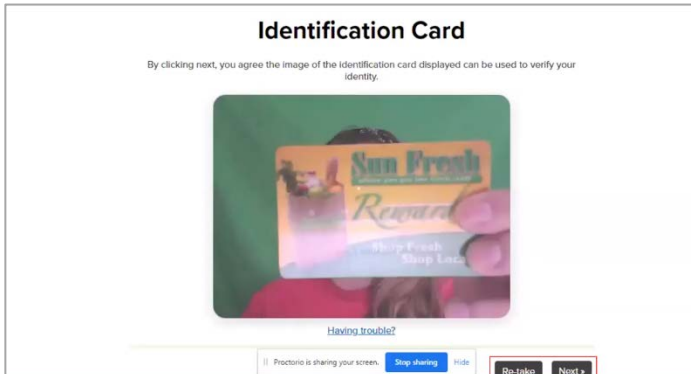 Identification Card
By clicking next, you agree the image of the identification card displayed can be used to verify your
identity.
Sun Fresh
Reward
Shop Fresh
Shop Loca
Having trouble?
Proctorio is sharing your screen. Stop sharing Hide
Re-take Next »